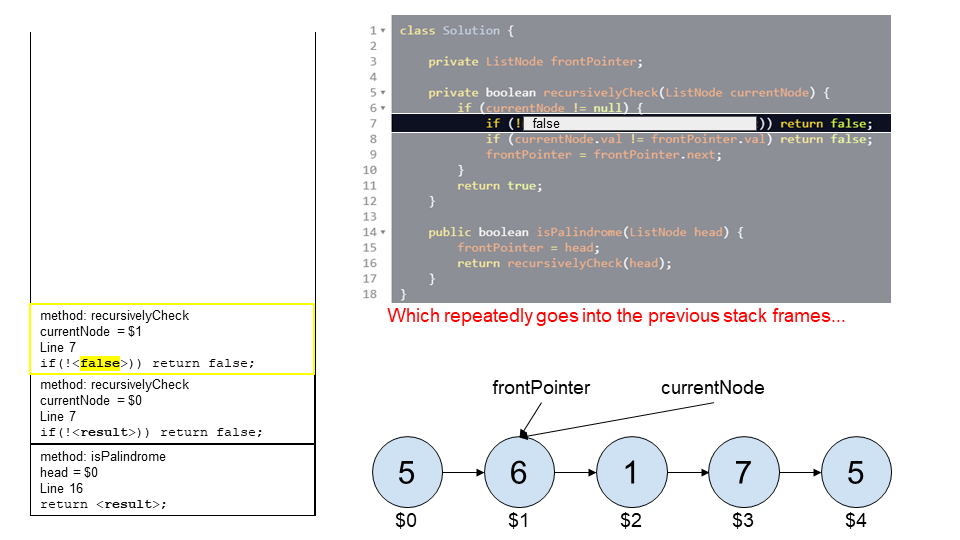 1 class Solution {
2
3 private ListNode frontPointer;
4
5 private boolean recursivelyCheck(ListNode currentNode) {
6 if (currentNode != null) {
7 if (! false )) return false;
8 if (currentNode.val != frontPointer.val) return false;
9 frontPointer = frontPointer.next;
10 }
11 return true;
12 }
13
14 public boolean isPalindrome(ListNode head) {
15 frontPointer = head;
16 return recursivelyCheck(head);
17 }
18 }
Which repeatedly goes into the previous stack frames...
method: recursivelyCheck
currentNode = $1
Line 7
if(!<false>)) return false;
method: recursivelyCheck
currentNode = $0
Line 7
if(!<result>)) return false;
method: isPalindrome
head = $0
Line 16
return <result>;
frontPointer currentNode
5 6 1 7 5
$0 $1 $2 $3 $4